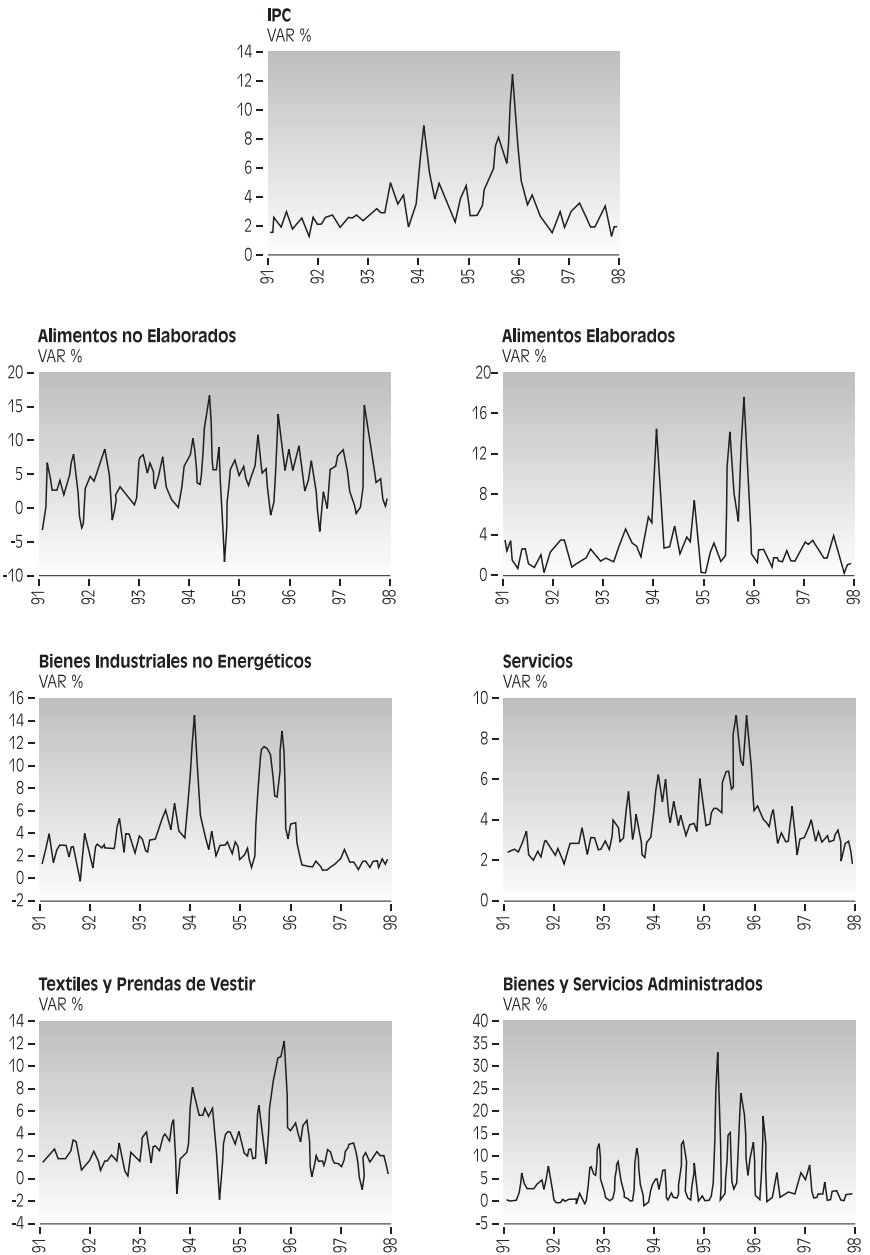 IPC
VAR %
14
12
10
8
6
4
2
0
91 92 93 94 95 96 97 98
Alimentos no Elaborados
VAR %
20
15
10
5
0
-5
-10
91 92 93 94 95 96 97 98
Alimentos Elaborados
VAR %
20
16
12
8
4
0
91 92 93 94 95 96 97 98
Bienes Industriales no Energéticos
VAR %
16
14
12
10
8
6
4
2
0
-2
91 92 93 94 95 96 97 98
Servicios
VAR %
10
8
6
4
2
0
91 92 93 94 95 96 97 98
Textiles y Prendas de Vestir
VAR %
14
12
10
8
6
4
2
0
-2
-4
91 92 93 94 95 96 97 98
Bienes y Servicios Administrados
VAR %
40
35
30
25
20
15
10
5
0
-5
91 92 93 94 95 96 97 98